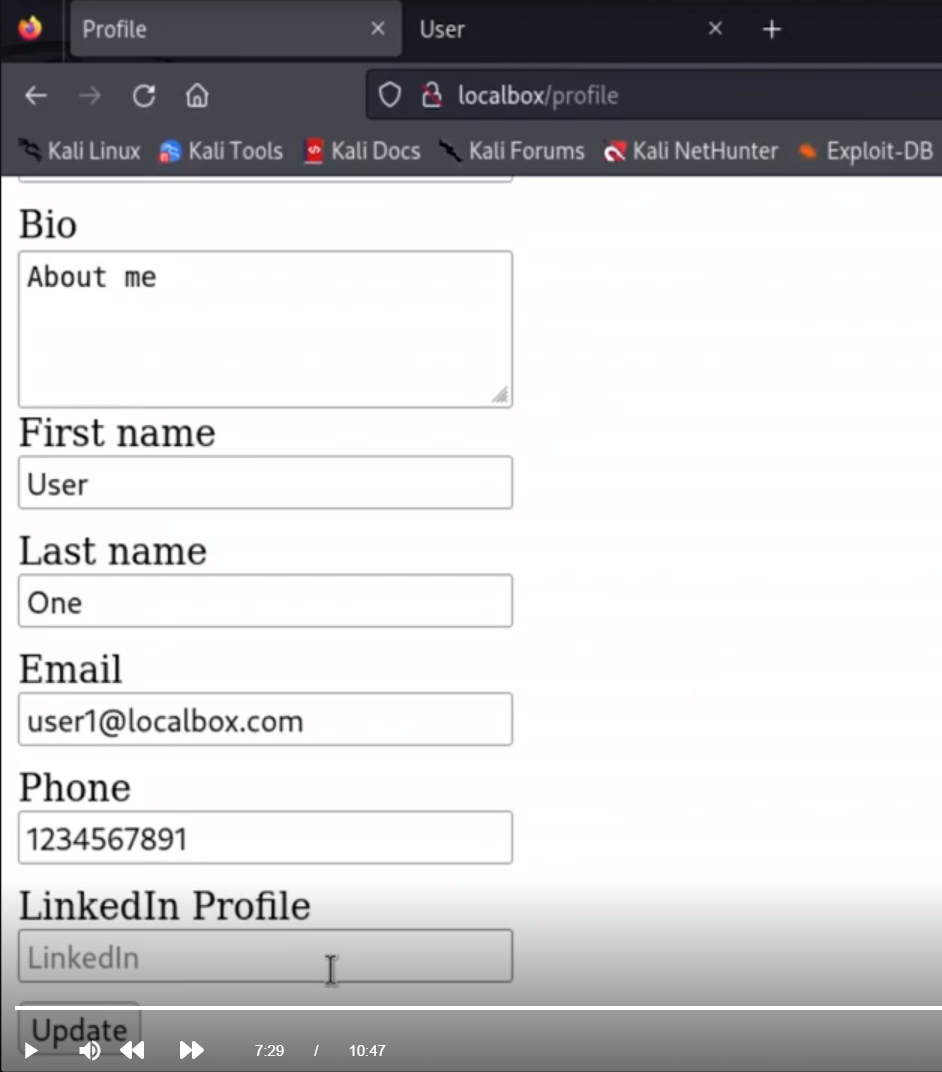 Profile User
localbox/profile
Kali Linux Kali Tools Kali Docs Kali Forums Kali NetHunter Exploit-DB
Bio
About me
First name
User
Last name
One
Email
user1@localbox.com
Phone
1234567891
LinkedIn Profile
LinkedIn
Update
7:29 / 10:47